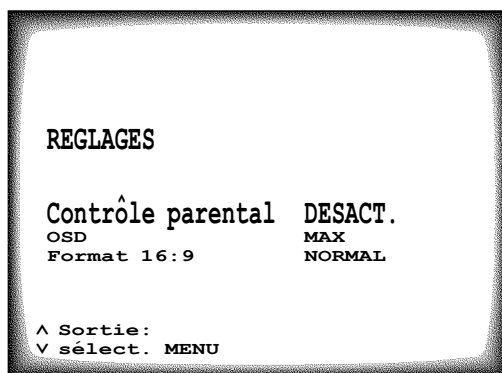 REGLAGES
Contrôle parental DESACT.
OSD MAX
Format 16:9 NORMAL
∧ Sortie:
∨ sélect. MENU